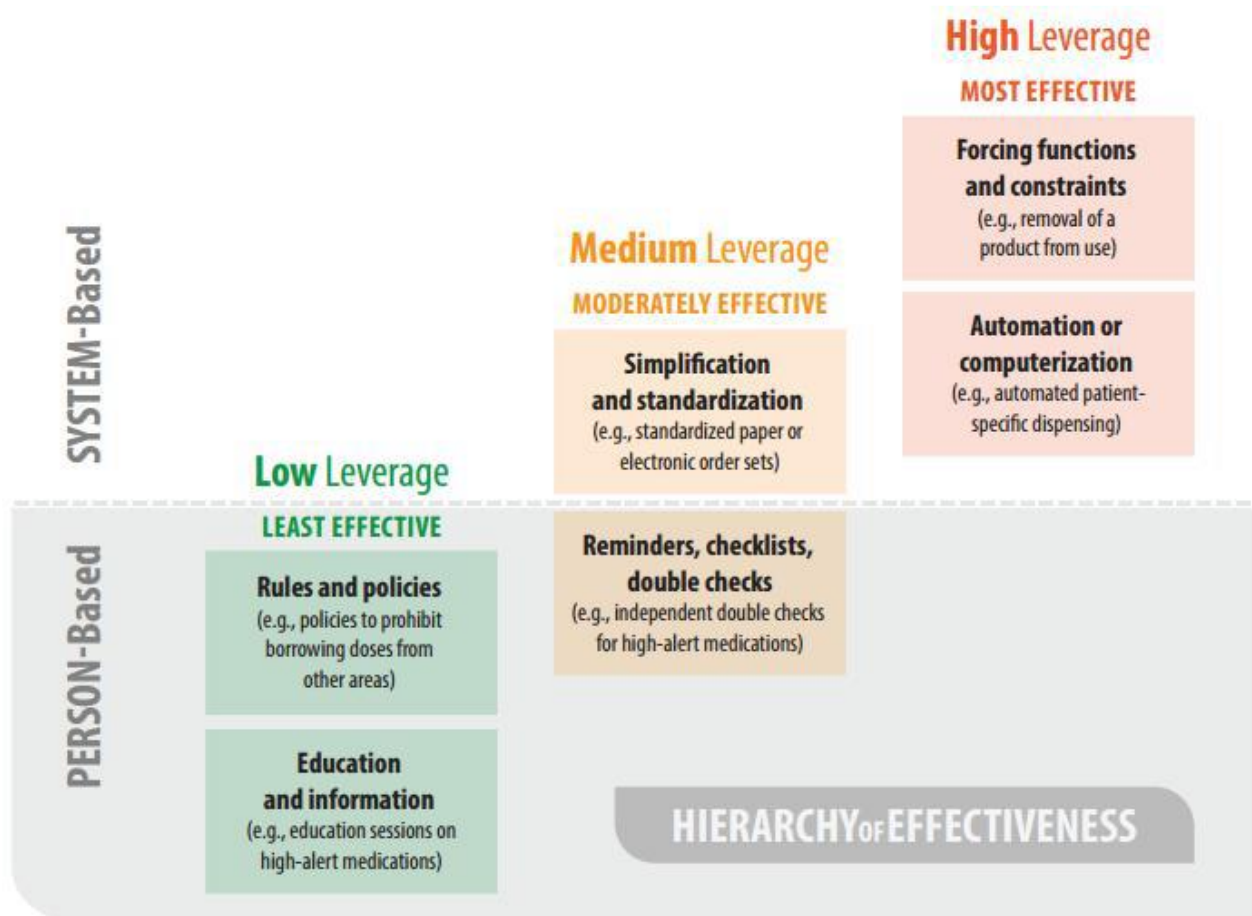 High Leverage
MOST EFFECTIVE
Forcing functions
and constraints
(e.g., removal of a
product from use)
Automation or
computerization
(e.g., automated patient-
specific dispensing)
Medium Leverage
MODERATELY EFFECTIVE
Simplification
and standardization
(e.g., standardized paper or
electronic order sets)
Reminders, checklists,
double checks
(e.g., independent double checks
for high-alert medications)
Low Leverage
LEAST EFFECTIVE
Rules and policies
(e.g., policies to prohibit
borrowing doses from
other areas)
Education
and information
(e.g., education sessions on
high-alert medications)
SYSTEM-Based
PERSON-Based
HIERARCHY OF EFFECTIVENESS